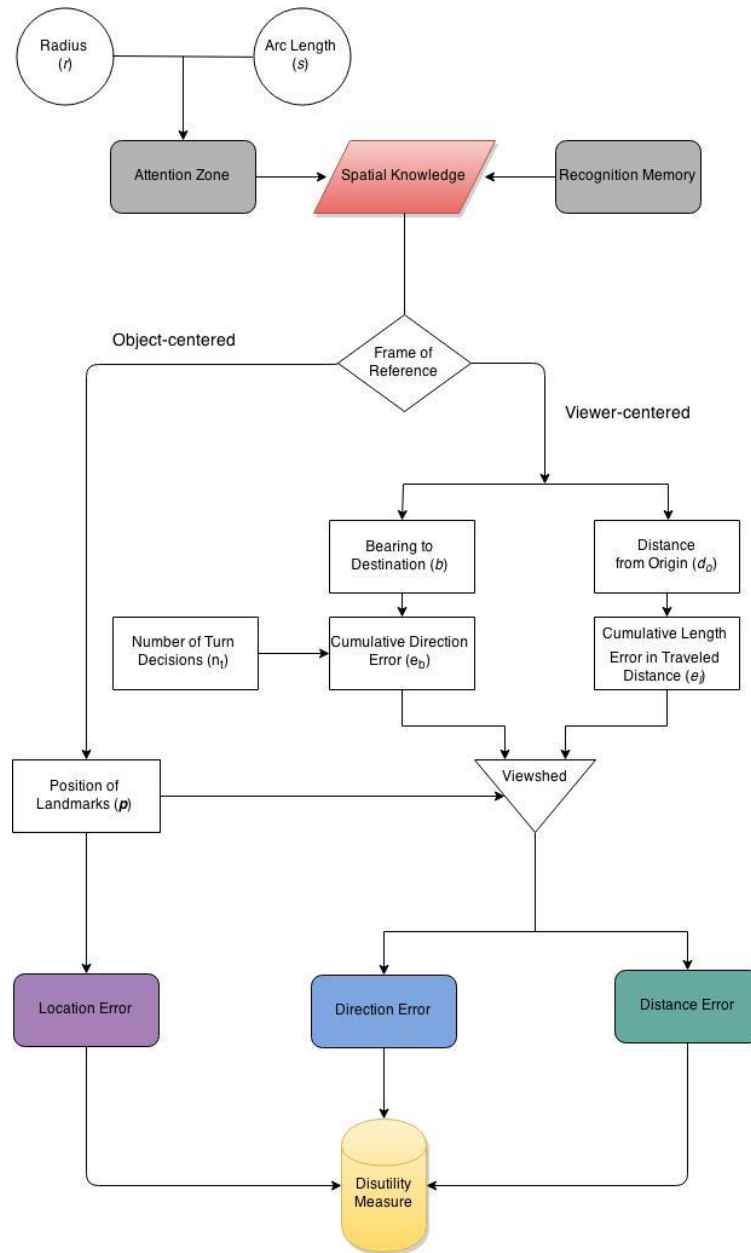 Radius
(r)
Arc Length
(s)
Attention Zone
Spatial Knowledge
Recognition Memory
Object-centered
Frame of
Reference
Viewer-centered
Bearing to
Destination (b)
Distance
from Origin (dₒ)
Number of Turn
Decisions (nₜ)
Cumulative Direction
Error (e_b)
Cumulative Length
Error in Traveled
Distance (eₗ)
Position of
Landmarks (p)
Viewshed
Location Error
Direction Error
Distance Error
Disutility
Measure